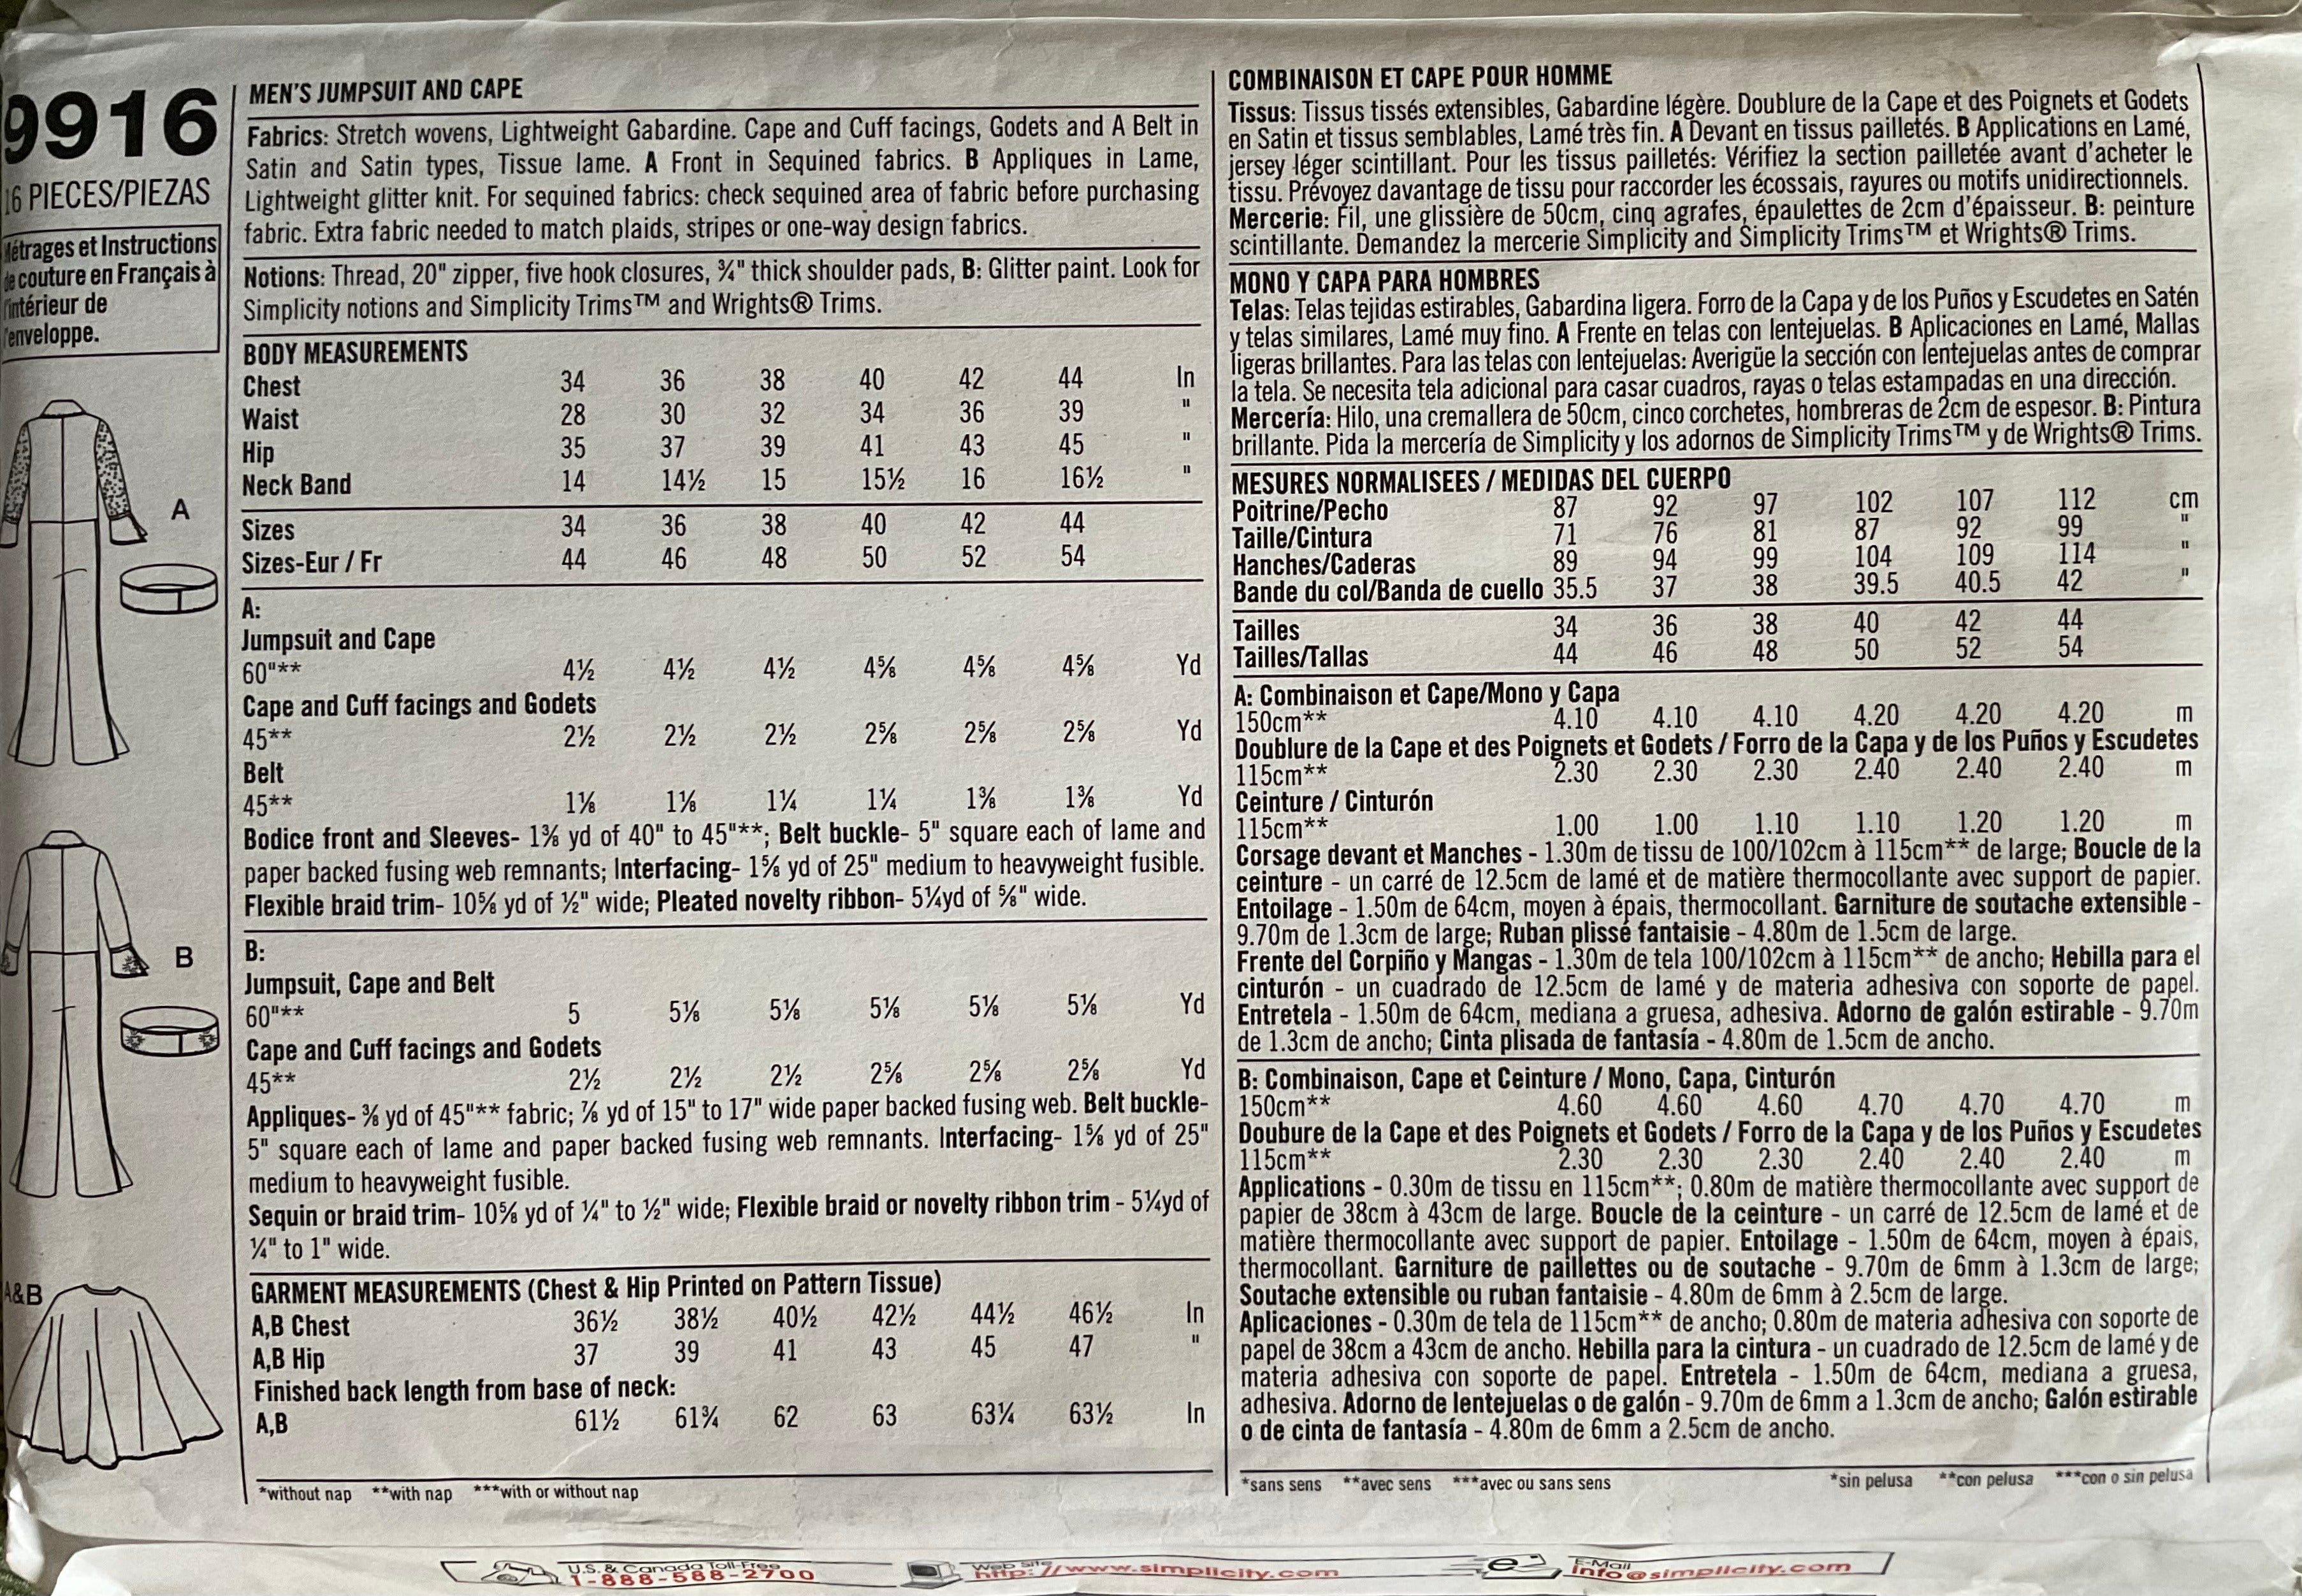 9916
16 PIECES/PIEZAS
Métrages et Instructions
de couture en Français à
l'intérieur de
l'enveloppe.
A
B
A&B
MEN'S JUMPSUIT AND CAPE
Fabrics: Stretch wovens, Lightweight Gabardine. Cape and Cuff facings, Godets and A Belt in
Satin and Satin types, Tissue lame. A Front in Sequined fabrics. B Appliques in Lame,
Lightweight glitter knit. For sequined fabrics: check sequined area of fabric before purchasing
fabric. Extra fabric needed to match plaids, stripes or one-way design fabrics.
Notions: Thread, 20" zipper, five hook closures, ¾" thick shoulder pads, B: Glitter paint. Look for
Simplicity notions and Simplicity Trims™ and Wrights® Trims.
BODY MEASUREMENTS
Chest 34 36 38 40 42 44 In
Waist 28 30 32 34 36 39 "
Hip 35 37 39 41 43 45 "
Neck Band 14 14½ 15 15½ 16 16½ "
Sizes 34 36 38 40 42 44
Sizes-Eur / Fr 44 46 48 50 52 54
A:
Jumpsuit and Cape
60"** 4½ 4½ 4½ 4⅝ 4⅝ 4⅝ Yd
Cape and Cuff facings and Godets
45** 2½ 2½ 2½ 2⅝ 2⅝ 2⅝ Yd
Belt
45** 1⅛ 1⅛ 1¼ 1¼ 1⅜ 1⅜ Yd
Bodice front and Sleeves- 1⅜ yd of 40" to 45"**; Belt buckle- 5" square each of lame and
paper backed fusing web remnants; Interfacing- 1⅝ yd of 25" medium to heavyweight fusible.
Flexible braid trim- 10⅝ yd of ½" wide; Pleated novelty ribbon- 5¼yd of ⅝" wide.
B:
Jumpsuit, Cape and Belt
60"** 5 5⅛ 5⅛ 5⅛ 5⅛ 5⅛ Yd
Cape and Cuff facings and Godets
45** 2½ 2½ 2½ 2⅝ 2⅝ 2⅝ Yd
Appliques- ⅜ yd of 45"** fabric; ⅞ yd of 15" to 17" wide paper backed fusing web. Belt buckle-
5" square each of lame and paper backed fusing web remnants. Interfacing- 1⅝ yd of 25"
medium to heavyweight fusible.
Sequin or braid trim- 10⅝ yd of ¼" to ½" wide; Flexible braid or novelty ribbon trim - 5¼yd of
¼" to 1" wide.
GARMENT MEASUREMENTS (Chest & Hip Printed on Pattern Tissue)
A,B Chest 36½ 38½ 40½ 42½ 44½ 46½ In
A,B Hip 37 39 41 43 45 47 "
Finished back length from base of neck:
A,B 61½ 61¾ 62 63 63¼ 63½ In
*without nap **with nap ***with or without nap
COMBINAISON ET CAPE POUR HOMME
Tissus: Tissus tissés extensibles, Gabardine légère. Doublure de la Cape et des Poignets et Godets
en Satin et tissus semblables, Lamé très fin. A Devant en tissus pailletés. B Applications en Lamé,
jersey léger scintillant. Pour les tissus pailletés: Vérifiez la section pailletée avant d'acheter le
tissu. Prévoyez davantage de tissu pour raccorder les écossais, rayures ou motifs unidirectionnels.
Mercerie: Fil, une glissière de 50cm, cinq agrafes, épaulettes de 2cm d'épaisseur. B: peinture
scintillante. Demandez la mercerie Simplicity and Simplicity Trims™ et Wrights® Trims.
MONO Y CAPA PARA HOMBRES
Telas: Telas tejidas estirables, Gabardina ligera. Forro de la Capa y de los Puños y Escudetes en Satén
y telas similares, Lamé muy fino. A Frente en telas con lentejuelas. B Aplicaciones en Lamé, Mallas
ligeras brillantes. Para las telas con lentejuelas: Averigüe la sección con lentejuelas antes de comprar
la tela. Se necesita tela adicional para casar cuadros, rayas o telas estampadas en una dirección.
Mercería: Hilo, una cremallera de 50cm, cinco corchetes, hombreras de 2cm de espesor. B: Pintura
brillante. Pida la mercería de Simplicity y los adornos de Simplicity Trims™ y de Wrights® Trims.
MESURES NORMALISEES / MEDIDAS DEL CUERPO
Poitrine/Pecho 87 92 97 102 107 112 cm
Taille/Cintura 71 76 81 87 92 99 "
Hanches/Caderas 89 94 99 104 109 114 "
Bande du col/Banda de cuello 35.5 37 38 39.5 40.5 42 "
Tailles 34 36 38 40 42 44
Tailles/Tallas 44 46 48 50 52 54
A: Combinaison et Cape/Mono y Capa
150cm** 4.10 4.10 4.10 4.20 4.20 4.20 m
Doublure de la Cape et des Poignets et Godets / Forro de la Capa y de los Puños y Escudetes
115cm** 2.30 2.30 2.30 2.40 2.40 2.40 m
Ceinture / Cinturón
115cm** 1.00 1.00 1.10 1.10 1.20 1.20 m
Corsage devant et Manches - 1.30m de tissu de 100/102cm à 115cm** de large; Boucle de la
ceinture - un carré de 12.5cm de lamé et de matière thermocollante avec support de papier.
Entoilage - 1.50m de 64cm, moyen à épais, thermocollant. Garniture de soutache extensible -
9.70m de 1.3cm de large; Ruban plissé fantaisie - 4.80m de 1.5cm de large.
Frente del Corpiño y Mangas - 1.30m de tela 100/102cm à 115cm** de ancho; Hebilla para el
cinturón - un cuadrado de 12.5cm de lamé y de materia adhesiva con soporte de papel.
Entretela - 1.50m de 64cm, mediana a gruesa, adhesiva. Adorno de galón estirable - 9.70m
de 1.3cm de ancho; Cinta plisada de fantasía - 4.80m de 1.5cm de ancho.
B: Combinaison, Cape et Ceinture / Mono, Capa, Cinturón
150cm** 4.60 4.60 4.60 4.70 4.70 4.70 m
Doubure de la Cape et des Poignets et Godets / Forro de la Capa y de los Puños y Escudetes
115cm** 2.30 2.30 2.30 2.40 2.40 2.40 m
Applications - 0.30m de tissu en 115cm**; 0.80m de matière thermocollante avec support de
papier de 38cm à 43cm de large. Boucle de la ceinture - un carré de 12.5cm de lamé et de
matière thermocollante avec support de papier. Entoilage - 1.50m de 64cm, moyen à épais,
thermocollant. Garniture de paillettes ou de soutache - 9.70m de 6mm à 1.3cm de large;
Soutache extensible ou ruban fantaisie - 4.80m de 6mm à 2.5cm de large.
Aplicaciones - 0.30m de tela de 115cm** de ancho; 0.80m de materia adhesiva con soporte de
papel de 38cm a 43cm de ancho. Hebilla para la cintura - un cuadrado de 12.5cm de lamé y de
materia adhesiva con soporte de papel. Entretela - 1.50m de 64cm, mediana a gruesa,
adhesiva. Adorno de lentejuelas o de galón - 9.70m de 6mm a 1.3cm de ancho; Galón estirable
o de cinta de fantasía - 4.80m de 6mm a 2.5cm de ancho.
*sans sens **avec sens ***avec ou sans sens *sin pelusa **con pelusa ***con o sin pelusa
U.S. & Canada Toll-Free
1-888-588-2700
Web Site
http://www.simplicity.com
E-Mail
info@simplicity.com